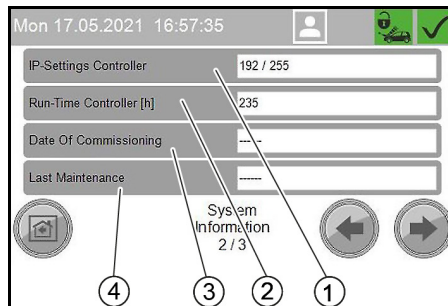 Mon 17.05.2021 16:57:35
IP-Settings Controller 192 / 255
Run-Time Controller [h] 235
Date Of Commissioning ------
Last Maintenance ------
System
Information
2 / 3
4 3 2 1